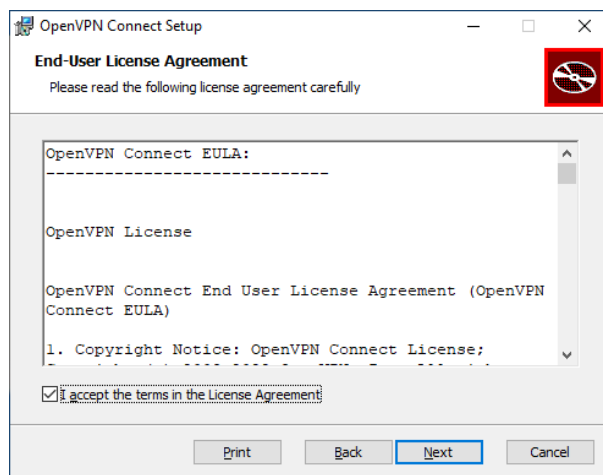 OpenVPN Connect Setup
End-User License Agreement
Please read the following license agreement carefully
OpenVPN Connect EULA:
-----------------------------
OpenVPN License
OpenVPN Connect End User License Agreement (OpenVPN
Connect EULA)
1. Copyright Notice: OpenVPN Connect License;
I accept the terms in the License Agreement
Print
Back
Next
Cancel